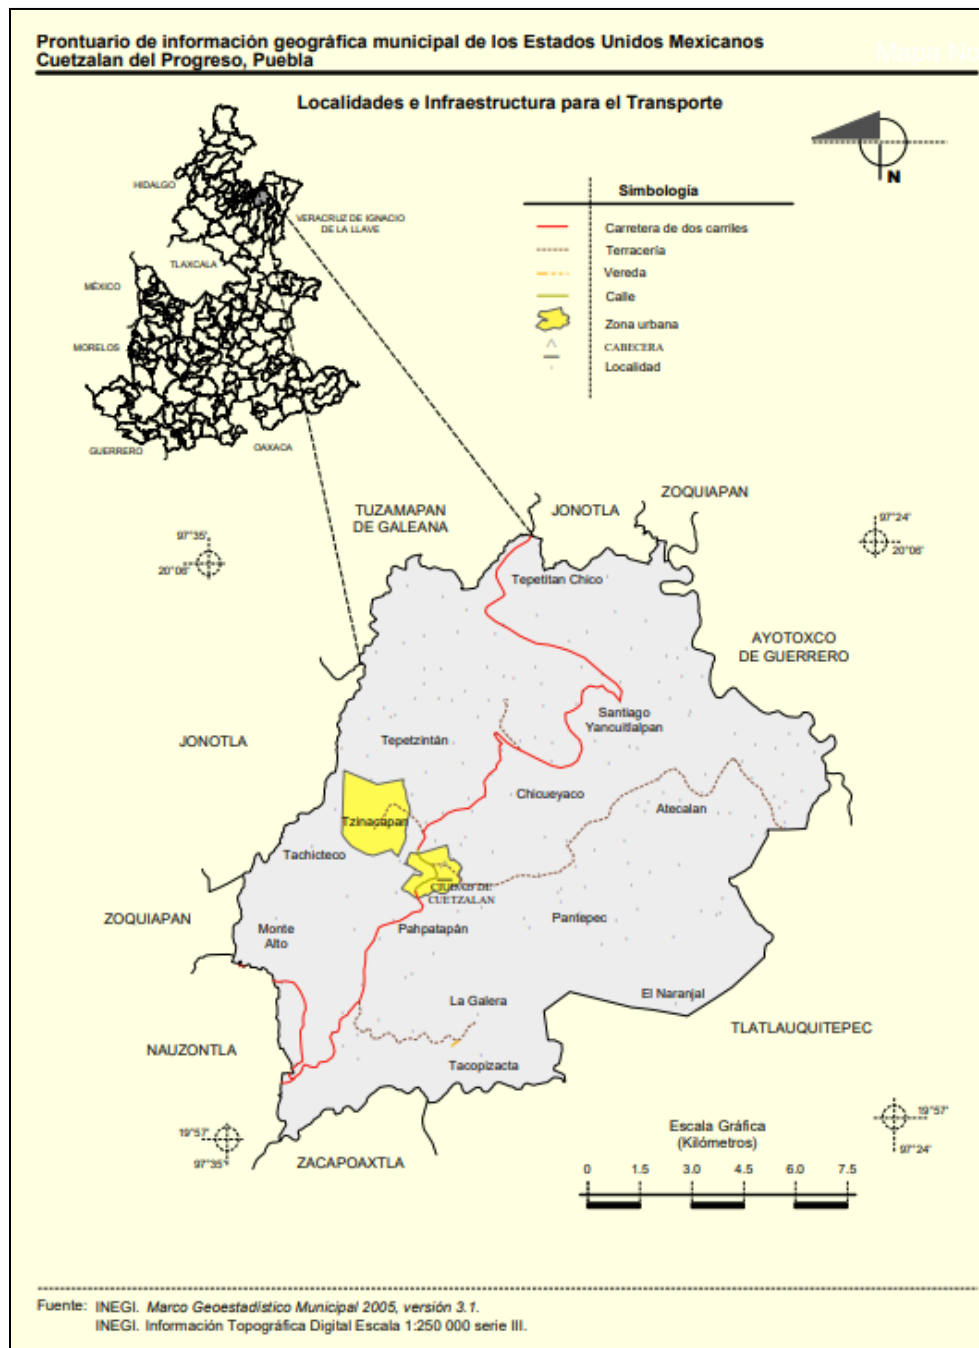 Prontuario de información geográfica municipal de los Estados Unidos Mexicanos
Cuetzalan del Progreso, Puebla
Localidades e Infraestructura para el Transporte
N
HIDALGO
VERACRUZ DE IGNACIO
DE LA LLAVE
TLAXCALA
MÉXICO
MORELOS
GUERRERO
OAXACA
Simbología
Carretera de dos carriles
Terracería
Vereda
Calle
Zona urbana
CABECERA
Localidad
TUZAMAPAN
DE GALEANA
JONOTLA
ZOQUIAPAN
97°35'
20°06'
97°24'
20°06'
Tepetitan Chico
AYOTOXCO
DE GUERRERO
Santiago
Yancuitlalpan
JONOTLA
Tepetzintán
Chicueyaco
Atecalan
Tzinacapan
Tachicteco
CIUDAD DE
CUETZALAN
ZOQUIAPAN
Monte
Alto
Pahpatapán
Pantepec
La Galera
El Naranjal
TLATLAUQUITEPEC
NAUZONTLA
Tacopizacta
19°57'
97°35'
ZACAPOAXTLA
19°57'
97°24'
Escala Gráfica
(Kilómetros)
0 1.5 3.0 4.5 6.0 7.5
Fuente: INEGI. Marco Geoestadístico Municipal 2005, versión 3.1.
INEGI. Información Topográfica Digital Escala 1:250 000 serie III.